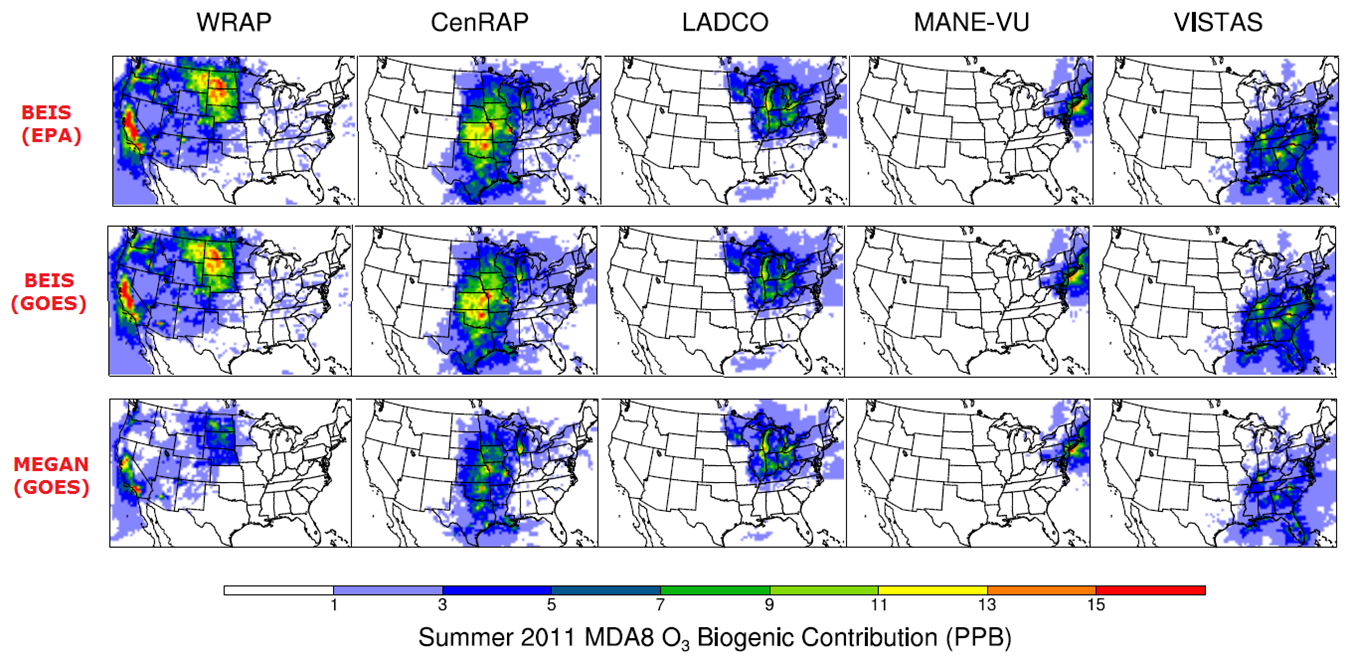 WRAP CenRAP LADCO MANE-VU VISTAS
BEIS
(EPA)
BEIS
(GOES)
MEGAN
(GOES)
1 3 5 7 9 11 13 15
Summer 2011 MDA8 O₃ Biogenic Contribution (PPB)